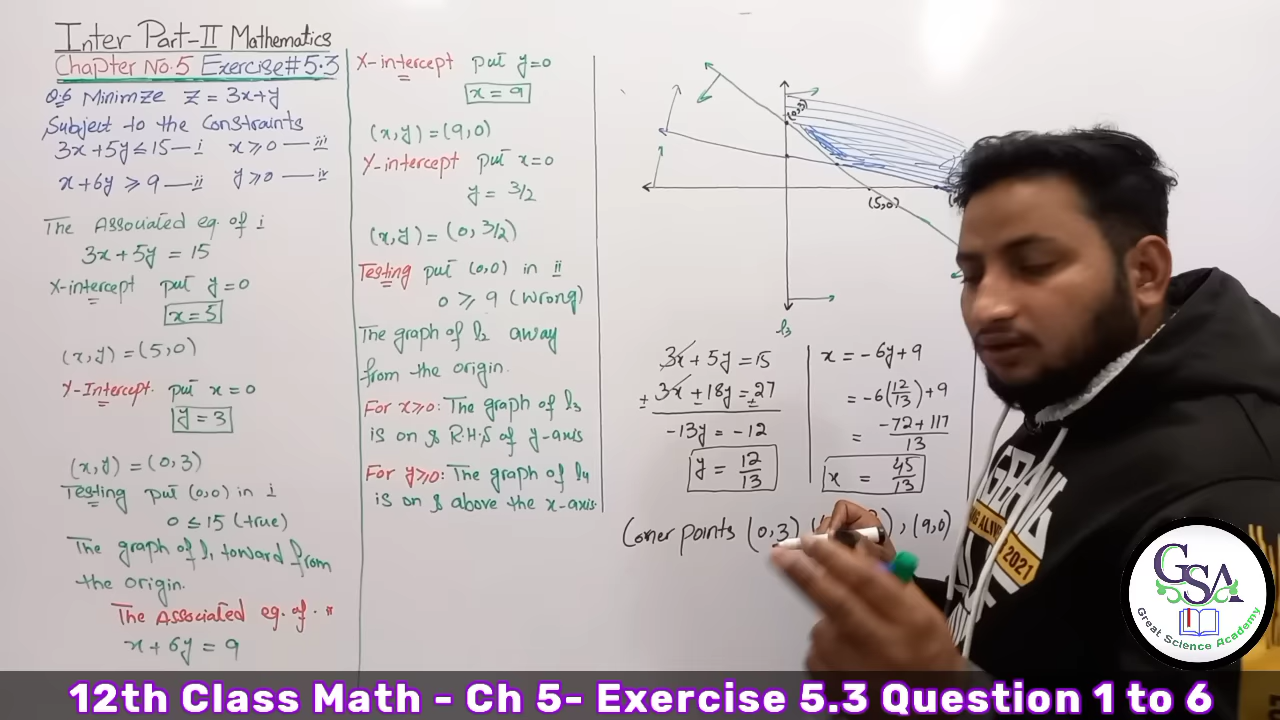 Inter Part-II Mathematics
Chapter No.5 Exercise#5.3
Q.6 Minimze Z = 3x+y
Subject to the Constraints
3x+5y ≤ 15 — i x ≥ 0 — iii
x+6y ≥ 9 — ii y ≥ 0 — iv
The Associated eq. of i
3x+5y = 15
X-intercept put y=0
x=5
(x,y) = (5,0)
Y-Intercept. put x=0
y=3
(x,y) = (0,3)
Testing put (0,0) in i
0 ≤ 15 (true)
The graph of l₁ toward from
the origin.
The Associated eq. of ii
x+6y = 9
X-intercept put y=0
x=9
(x,y) = (9,0)
Y-intercept put x=0
y = 3/2
(x,y) = (0, 3/2)
Testing put (0,0) in ii
0 ≥ 9 (wrong)
The graph of l₂ away
from the origin.
For x≥0: The graph of l₃
is on & R.H.S of y-axis
For y≥0: The graph of l₄
is on & above the x-axis.
(0,3)
(5,0)
l₃
3x + 5y = 15
± 3x ± 18y = ± 27
-13y = -12
y = 12/13
x = -6y+9
= -6(12/13)+9
= -72+117/13
x = 45/13
Corner points (0,3) , (9,0)
GBANG
ALIVE
2021
GSA
Great Science Academy
12th Class Math - Ch 5- Exercise 5.3 Question 1 to 6